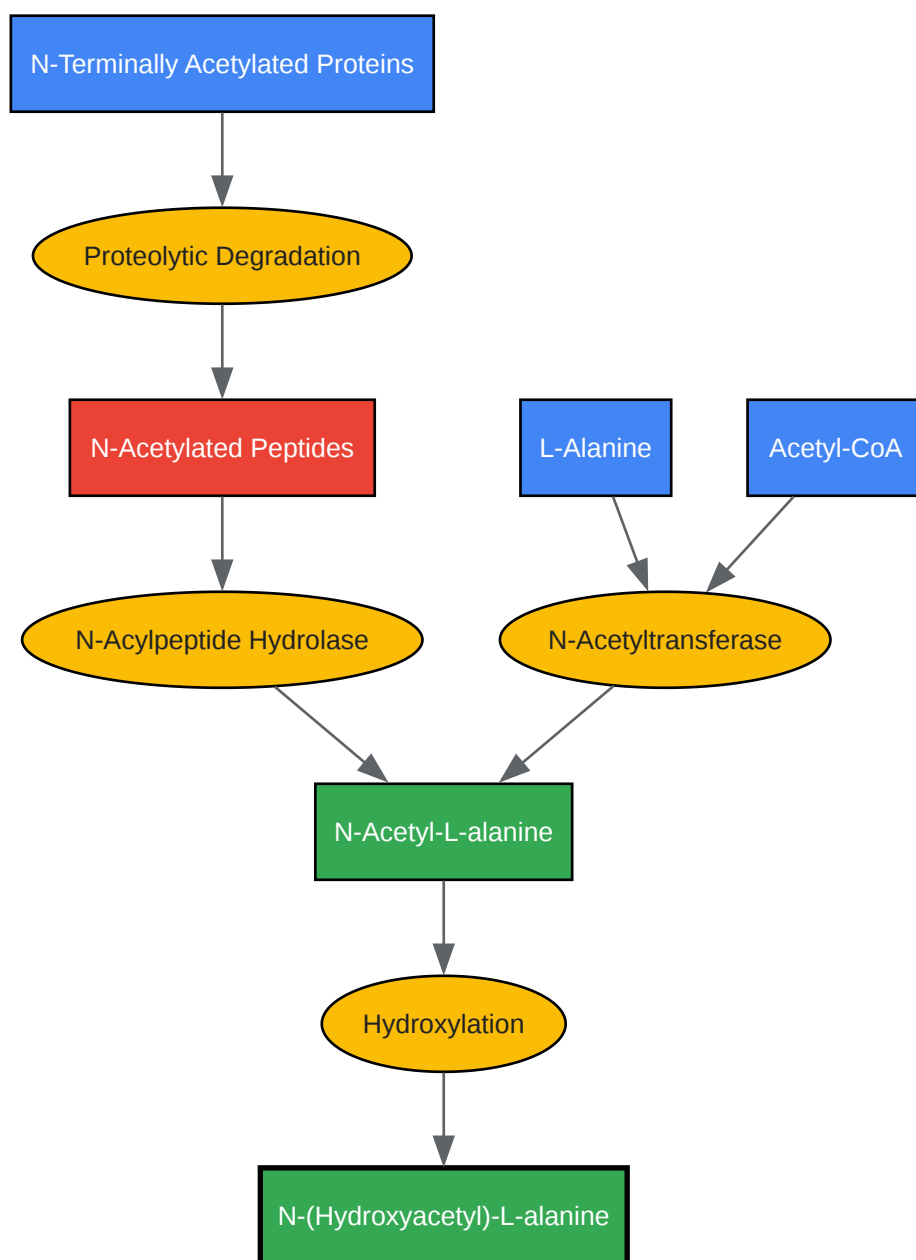 N-Terminally Acetylated Proteins
Proteolytic Degradation
N-Acetylated Peptides
L-Alanine
Acetyl-CoA
N-Acylpeptide Hydrolase
N-Acetyltransferase
N-Acetyl-L-alanine
Hydroxylation
N-(Hydroxyacetyl)-L-alanine